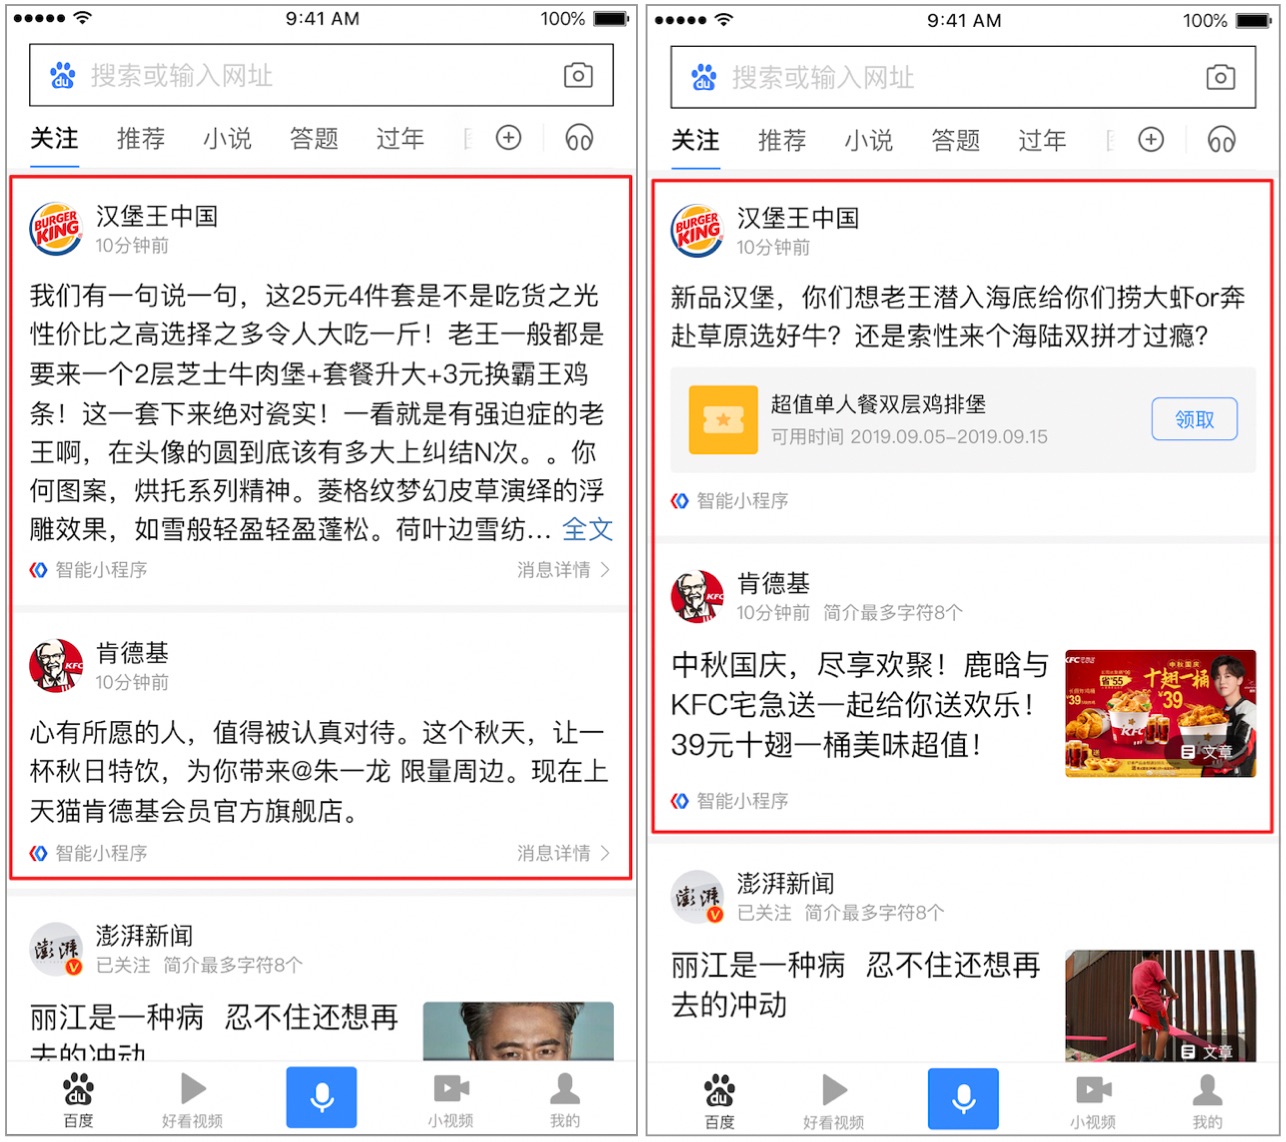 9:41 AM
100%
du
搜索或输入网址
关注
推荐
小说
答题
过年
BURGER
KING
汉堡王中国
10分钟前
我们有一句说一句，这25元4件套是不是吃货之光
性价比之高选择之多令人大吃一斤！老王一般都是
要来一个2层芝士牛肉堡+套餐升大+3元换霸王鸡
条！这一套下来绝对瓷实！一看就是有强迫症的老
王啊，在头像的圆到底该有多大上纠结N次。。你
何图案，烘托系列精神。菱格纹梦幻皮草演绎的浮
雕效果，如雪般轻盈轻盈蓬松。荷叶边雪纺... 全文
智能小程序
消息详情
KFC
肯德基
10分钟前
心有所愿的人，值得被认真对待。这个秋天，让一
杯秋日特饮，为你带来@朱一龙 限量周边。现在上
天猫肯德基会员官方旗舰店。
智能小程序
消息详情
澎湃
澎湃新闻
已关注 简介最多字符8个
丽江是一种病 忍不住还想再
去的冲动
du
百度
好看视频
小视频
我的
9:41 AM
100%
du
搜索或输入网址
关注
推荐
小说
答题
过年
BURGER
KING
汉堡王中国
10分钟前
新品汉堡，你们想老王潜入海底给你们捞大虾or奔
赴草原选好牛？还是索性来个海陆双拼才过瘾？
超值单人餐双层鸡排堡
可用时间 2019.09.05-2019.09.15
领取
智能小程序
KFC
肯德基
10分钟前 简介最多字符8个
中秋国庆，尽享欢聚！鹿晗与
KFC宅急送一起给你送欢乐！
39元十翅一桶美味超值！
KFC宅急送
中秋国庆
十翅一桶
¥39
省55
KFC
文章
智能小程序
澎湃
澎湃新闻
已关注 简介最多字符8个
丽江是一种病 忍不住还想再
去的冲动
文章
du
百度
好看视频
小视频
我的